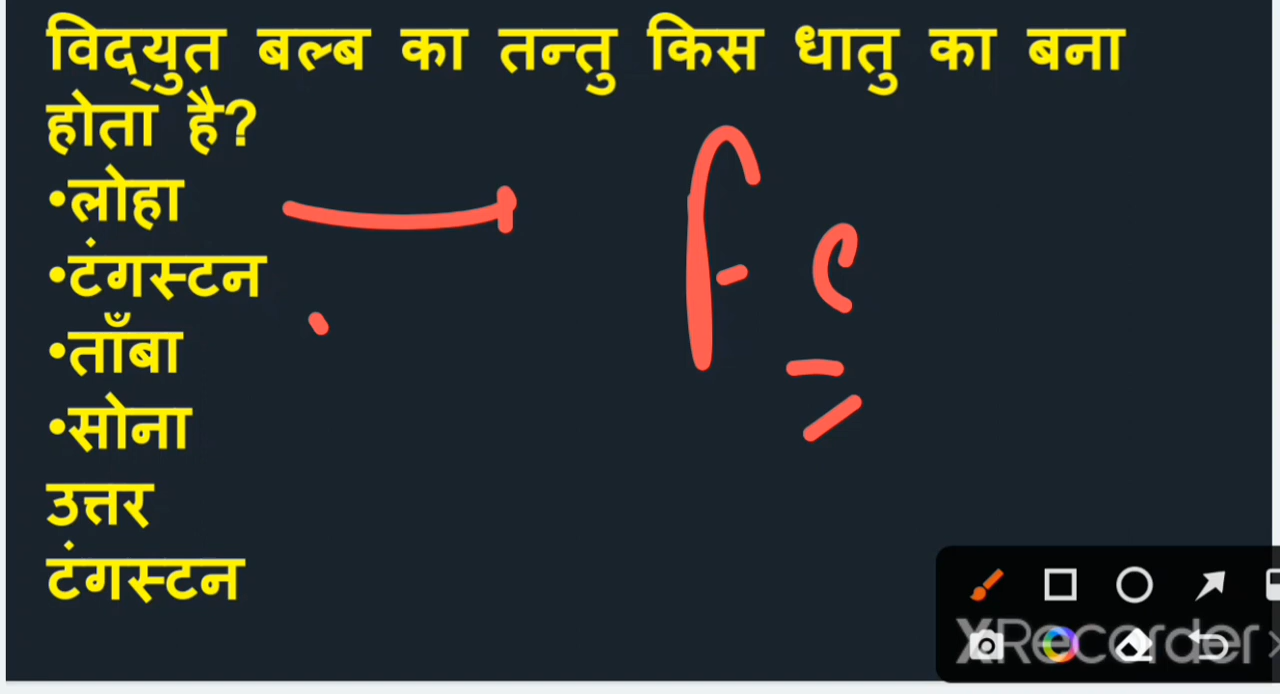 विद्युत बल्ब का तन्तु किस धातु का बना
होता है?
•लोहा
•टंगस्टन
•ताँबा
•सोना
उत्तर
टंगस्टन
Fe
XRecorder